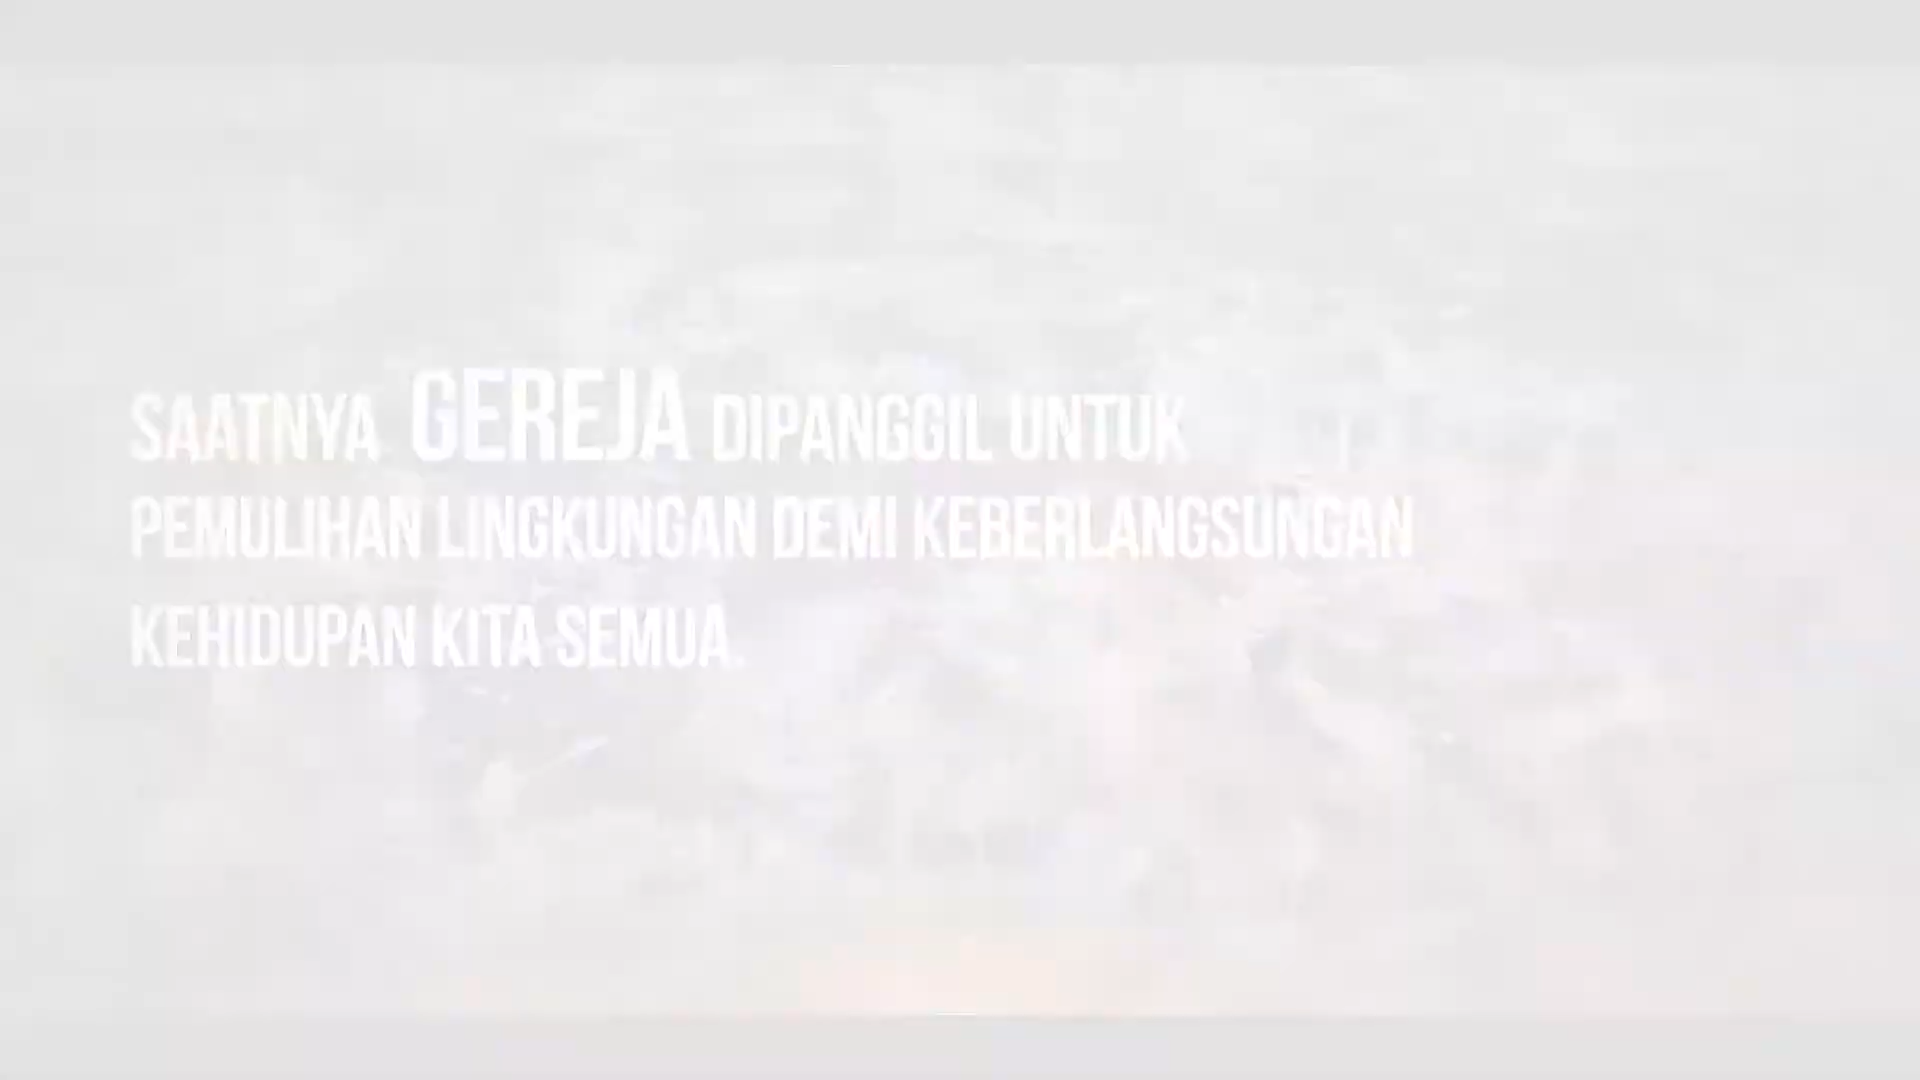 SAATNYA GEREJA DIPANGGIL UNTUK
PEMULIHAN LINGKUNGAN DEMI KEBERLANGSUNGAN
KEHIDUPAN KITA SEMUA.